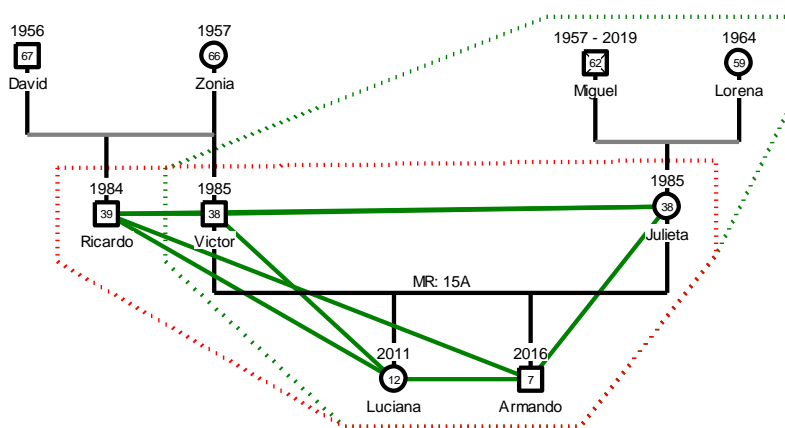 1956
67
David
1957
66
Zonia
1957 - 2019
62
Miguel
1964
59
Lorena
1984
39
Ricardo
1985
38
Victor
1985
38
Julieta
MR: 15A
2011
12
Luciana
2016
7
Armando